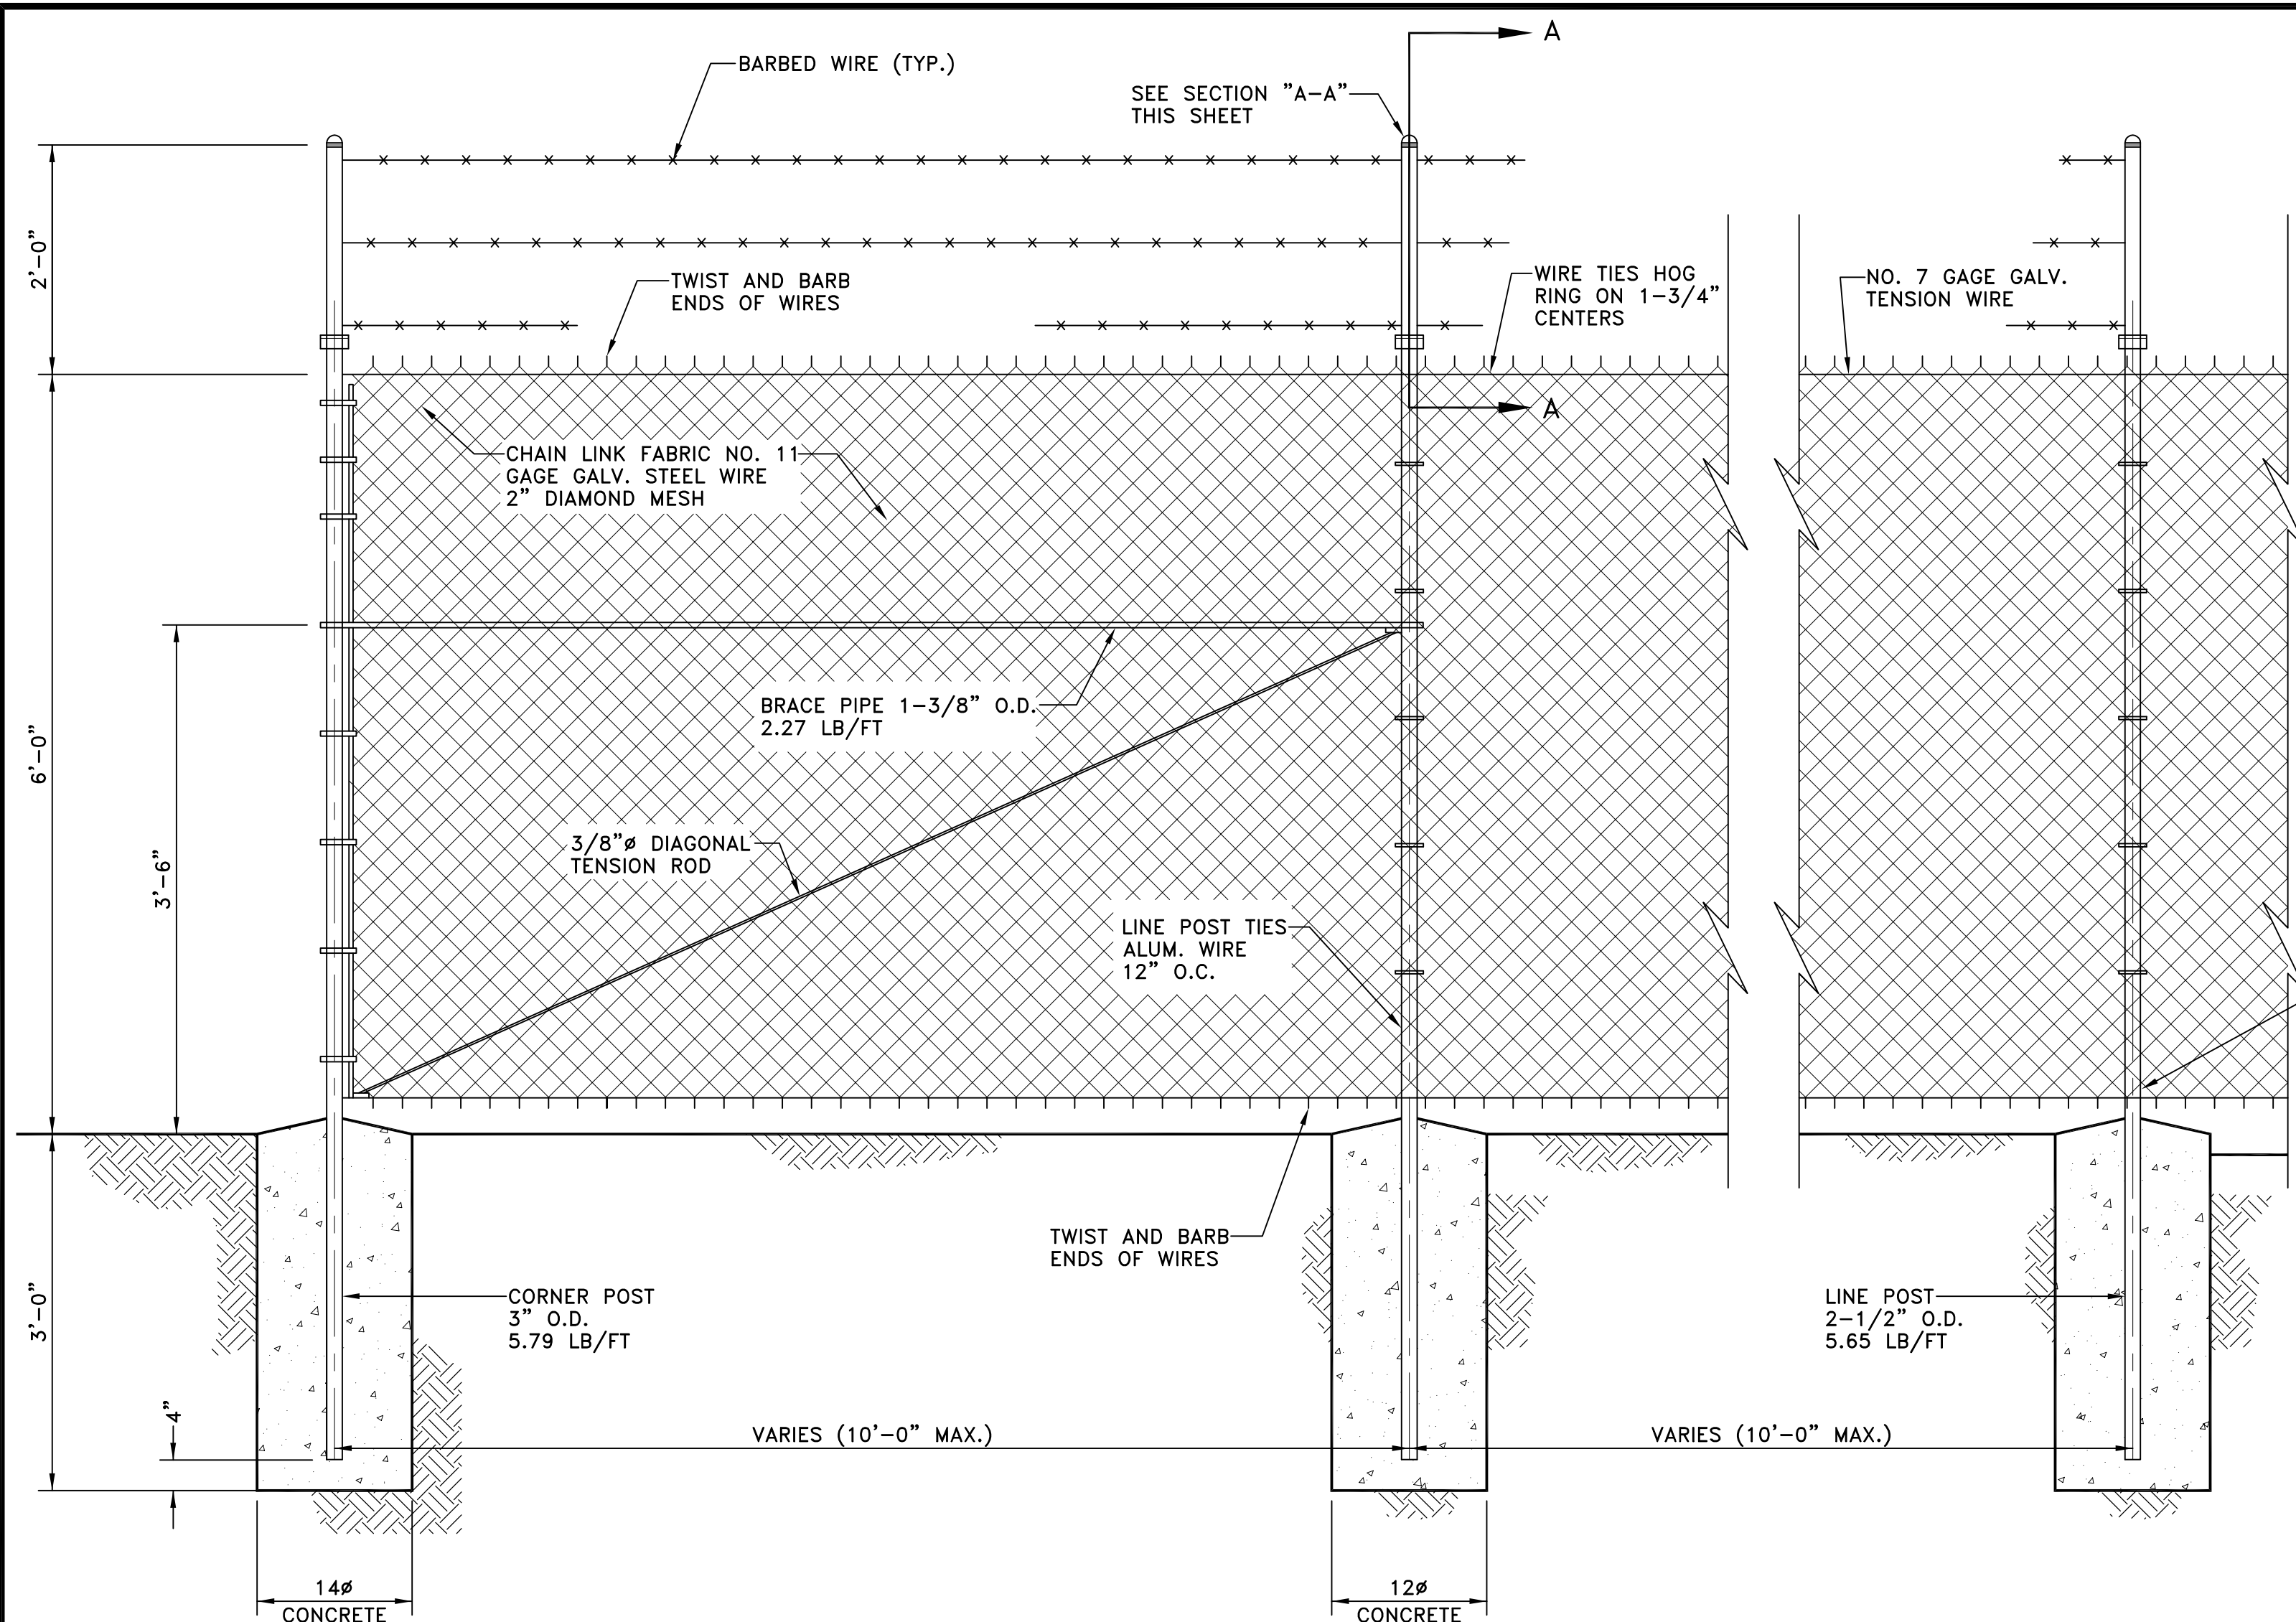 A
BARBED WIRE (TYP.)
SEE SECTION "A-A"
THIS SHEET
2'-0"
TWIST AND BARB
ENDS OF WIRES
WIRE TIES HOG
RING ON 1-3/4"
CENTERS
NO. 7 GAGE GALV.
TENSION WIRE
A
CHAIN LINK FABRIC NO. 11
GAGE GALV. STEEL WIRE
2" DIAMOND MESH
6'-0"
3'-6"
BRACE PIPE 1-3/8" O.D.
2.27 LB/FT
3/8"ø DIAGONAL
TENSION ROD
LINE POST TIES
ALUM. WIRE
12" O.C.
TWIST AND BARB
ENDS OF WIRES
3'-0"
CORNER POST
3" O.D.
5.79 LB/FT
LINE POST
2-1/2" O.D.
5.65 LB/FT
4"
VARIES (10'-0" MAX.)
VARIES (10'-0" MAX.)
14ø
CONCRETE
12ø
CONCRETE